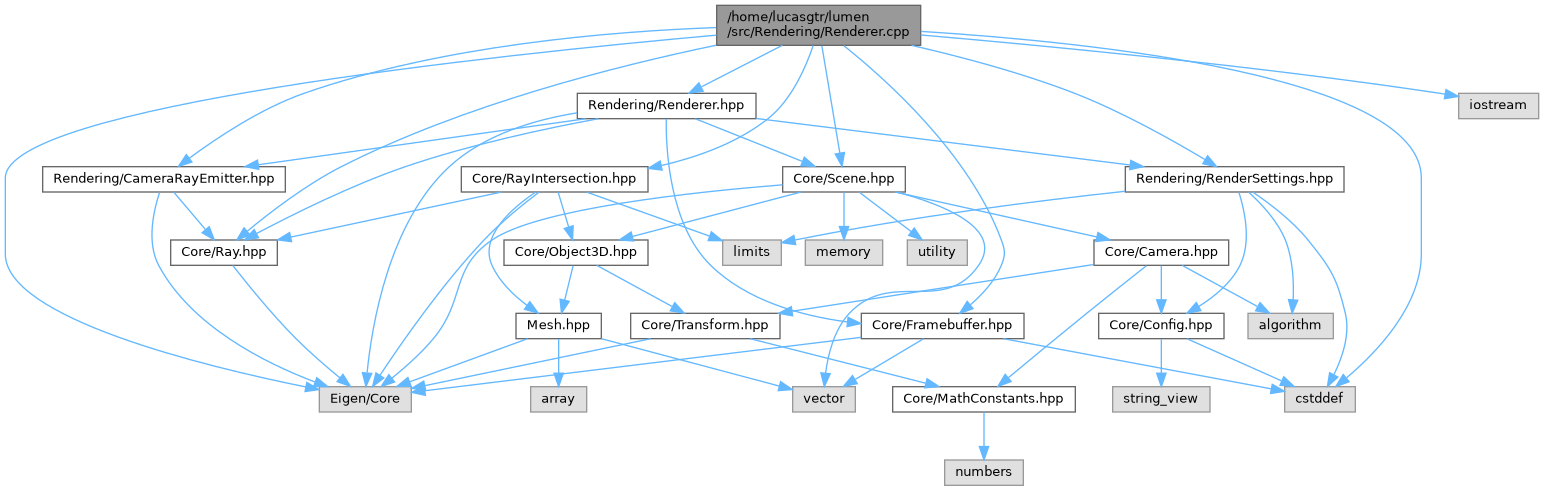 /home/lucasgtr/lumen
/src/Rendering/Renderer.cpp
Rendering/Renderer.hpp
iostream
Rendering/CameraRayEmitter.hpp
Core/RayIntersection.hpp
Core/Scene.hpp
Rendering/RenderSettings.hpp
Core/Ray.hpp
Core/Object3D.hpp
limits
memory
utility
Core/Camera.hpp
Mesh.hpp
Core/Transform.hpp
Core/Framebuffer.hpp
Core/Config.hpp
algorithm
Eigen/Core
array
vector
Core/MathConstants.hpp
string_view
cstddef
numbers